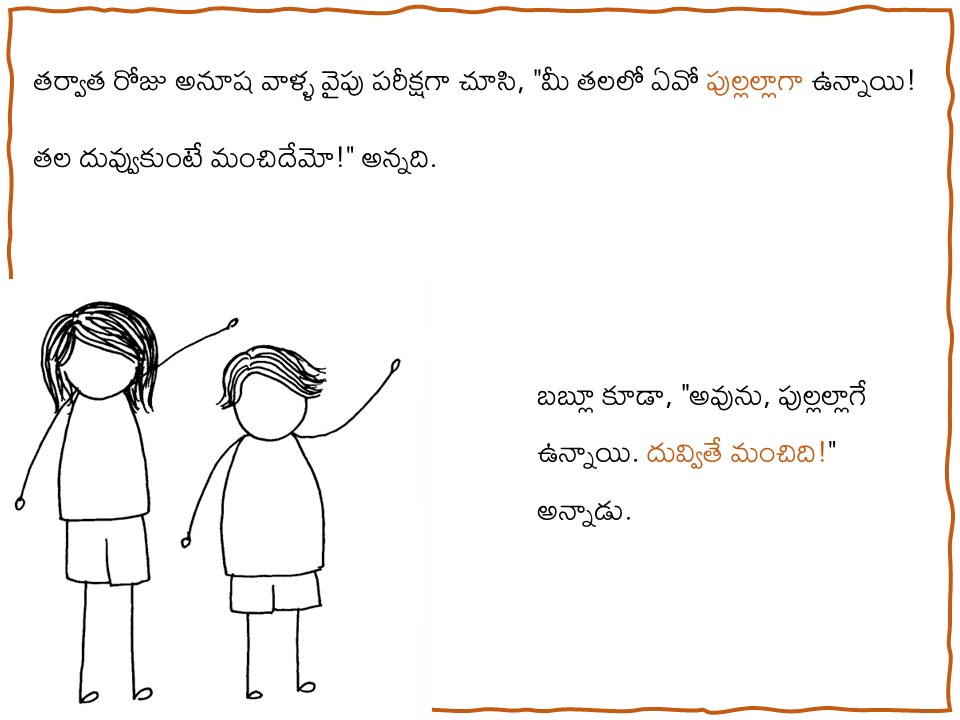 తర్వాత రోజు అనూష వాళ్ళ వైపు పరీక్షగా చూసి, "మీ తలలో ఏవో పుల్లల్లాగా ఉన్నాయి!
తల దువ్వుకుంటే మంచిదేమో!" అన్నది.
బబ్లూ కూడా, "అవును, పుల్లల్లాగే
ఉన్నాయి. దువ్వితే మంచిది!"
అన్నాడు.